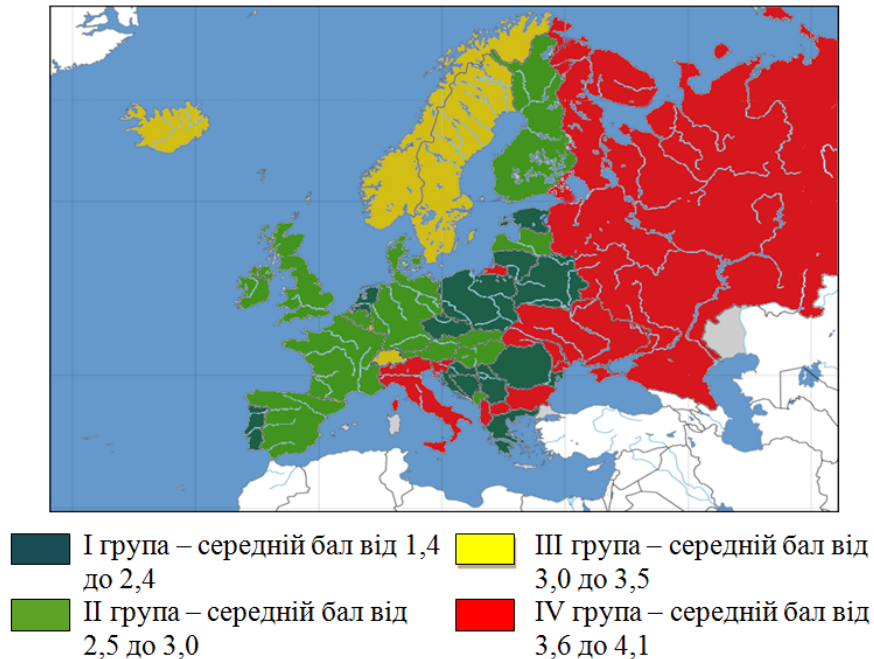 І група – середній бал від 1,4
до 2,4
ІІ група – середній бал від
2,5 до 3,0
ІІІ група – середній бал від
3,0 до 3,5
IV група – середній бал від
3,6 до 4,1